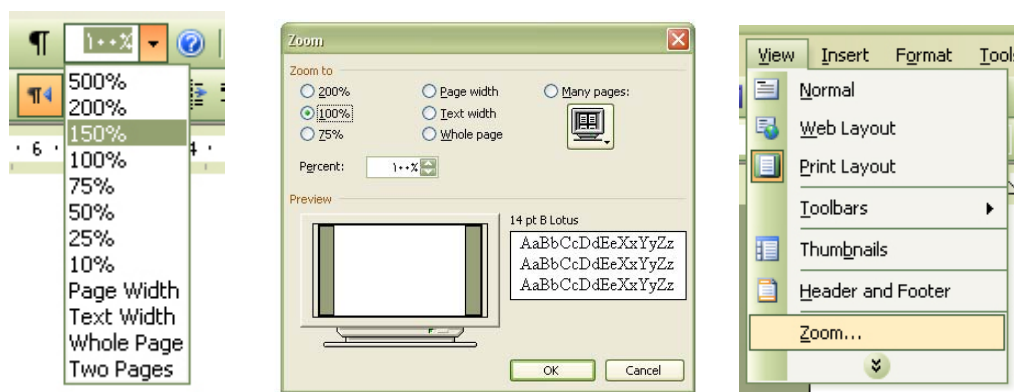 ¶ ۱۰۰% ?
500%
200%
150%
100%
75%
50%
25%
10%
Page Width
Text Width
Whole Page
Two Pages
· 6 ·
4 ·
Zoom
Zoom to
200% Page width Many pages:
100% Text width
75% Whole page
Percent: ۱۰۰%
Preview
14 pt B Lotus
AaBbCcDdEeXxYyZz
AaBbCcDdEeXxYyZz
AaBbCcDdEeXxYyZz
OK Cancel
View Insert Format Tools
Normal
Web Layout
Print Layout
Toolbars
Thumbnails
Header and Footer
Zoom...